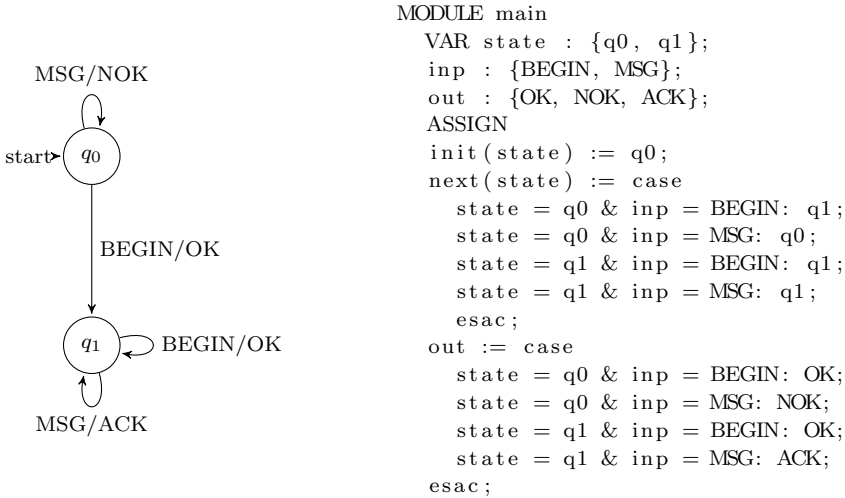 MSG/NOK
start
q0
BEGIN/OK
q1
BEGIN/OK
MSG/ACK
MODULE main
VAR state : {q0, q1};
inp : {BEGIN, MSG};
out : {OK, NOK, ACK};
ASSIGN
init(state) := q0;
next(state) := case
state = q0 & inp = BEGIN: q1;
state = q0 & inp = MSG: q0;
state = q1 & inp = BEGIN: q1;
state = q1 & inp = MSG: q1;
esac;
out := case
state = q0 & inp = BEGIN: OK;
state = q0 & inp = MSG: NOK;
state = q1 & inp = BEGIN: OK;
state = q1 & inp = MSG: ACK;
esac;